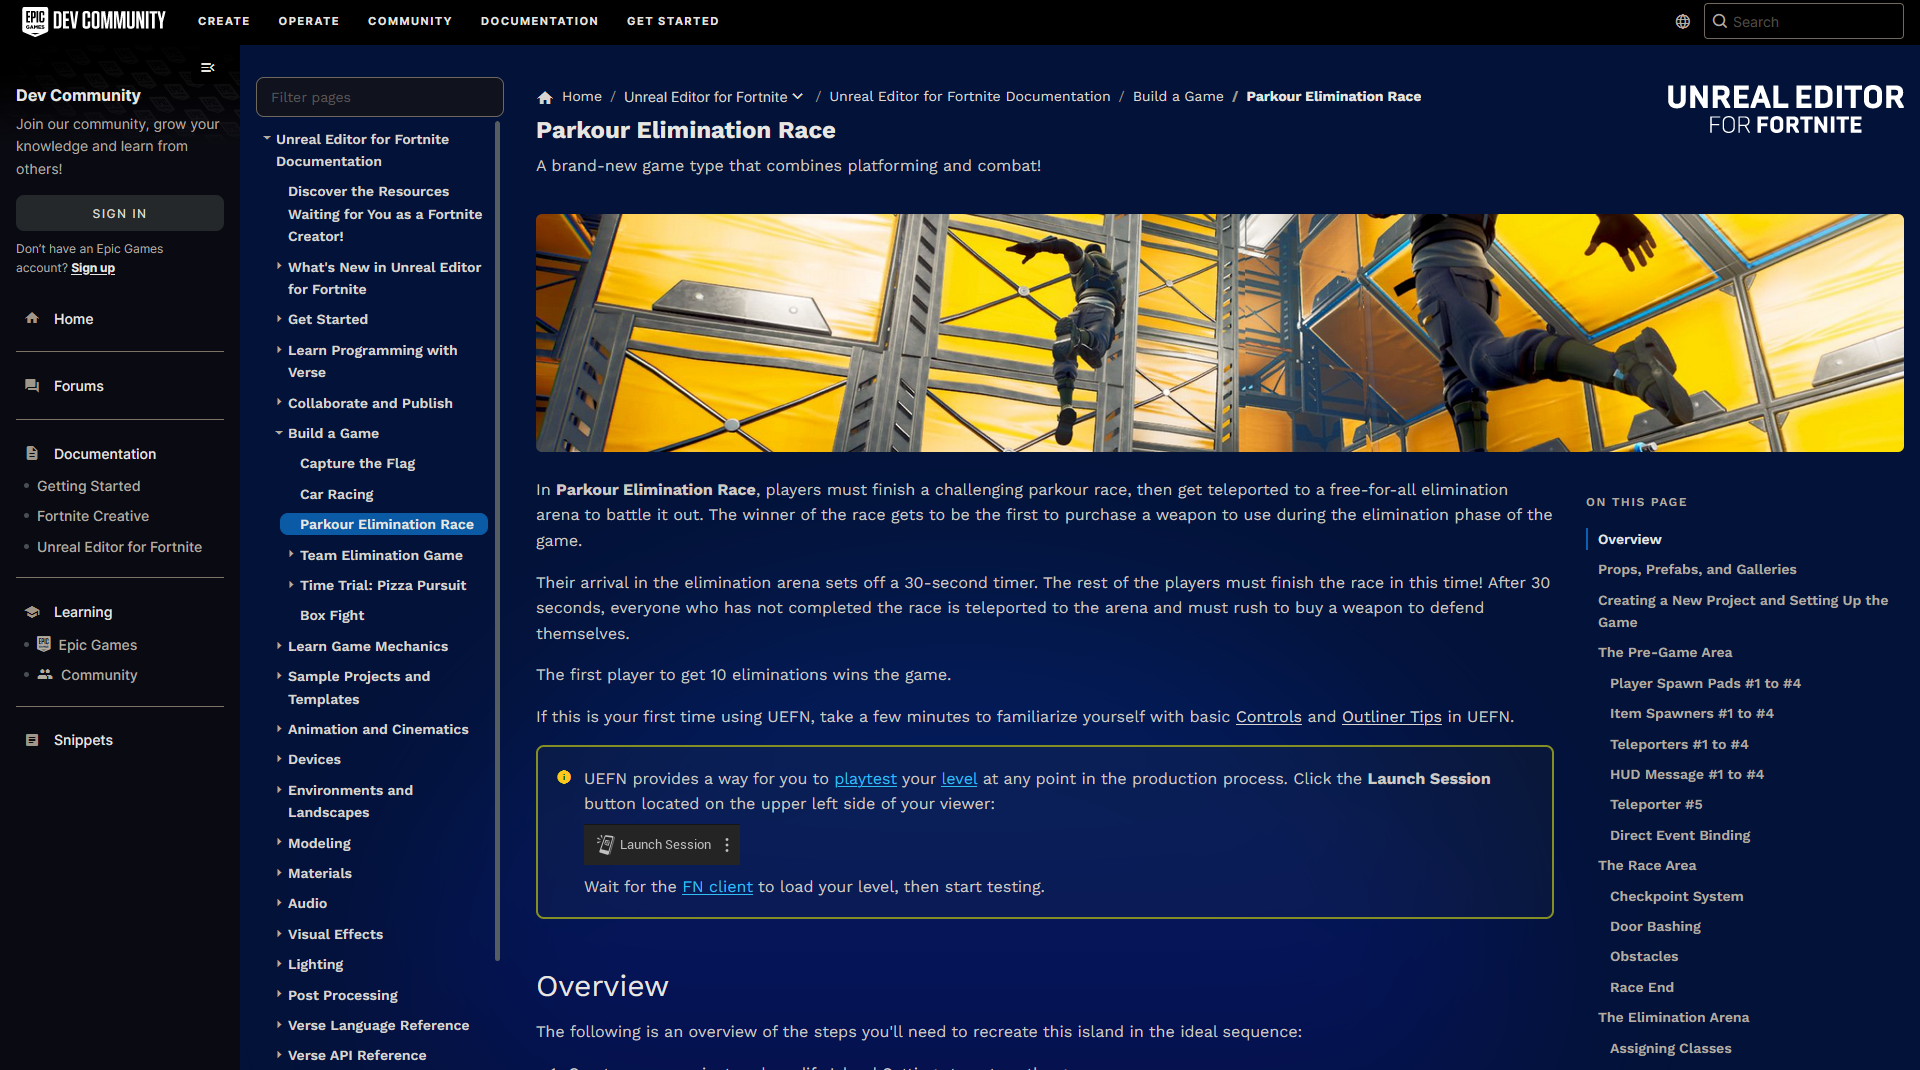 EPIC GAMES DEV COMMUNITY
CREATE
OPERATE
COMMUNITY
DOCUMENTATION
GET STARTED
Search
Dev Community
Join our community, grow your
knowledge and learn from
others!
SIGN IN
Don't have an Epic Games
account? Sign up
Home
Forums
Documentation
Getting Started
Fortnite Creative
Unreal Editor for Fortnite
Learning
Epic Games
Community
Snippets
Filter pages
Unreal Editor for Fortnite
Documentation
Discover the Resources
Waiting for You as a Fortnite
Creator!
What's New in Unreal Editor
for Fortnite
Get Started
Learn Programming with
Verse
Collaborate and Publish
Build a Game
Capture the Flag
Car Racing
Parkour Elimination Race
Team Elimination Game
Time Trial: Pizza Pursuit
Box Fight
Learn Game Mechanics
Sample Projects and
Templates
Animation and Cinematics
Devices
Environments and
Landscapes
Modeling
Materials
Audio
Visual Effects
Lighting
Post Processing
Verse Language Reference
Verse API Reference
Home / Unreal Editor for Fortnite / Unreal Editor for Fortnite Documentation / Build a Game / Parkour Elimination Race
UNREAL EDITOR
FOR FORTNITE
Parkour Elimination Race
A brand-new game type that combines platforming and combat!
In Parkour Elimination Race, players must finish a challenging parkour race, then get teleported to a free-for-all elimination
arena to battle it out. The winner of the race gets to be the first to purchase a weapon to use during the elimination phase of the
game.
Their arrival in the elimination arena sets off a 30-second timer. The rest of the players must finish the race in this time! After 30
seconds, everyone who has not completed the race is teleported to the arena and must rush to buy a weapon to defend
themselves.
The first player to get 10 eliminations wins the game.
If this is your first time using UEFN, take a few minutes to familiarize yourself with basic Controls and Outliner Tips in UEFN.
UEFN provides a way for you to playtest your level at any point in the production process. Click the Launch Session
button located on the upper left side of your viewer:
Launch Session
Wait for the FN client to load your level, then start testing.
Overview
The following is an overview of the steps you'll need to recreate this island in the ideal sequence:
ON THIS PAGE
Overview
Props, Prefabs, and Galleries
Creating a New Project and Setting Up the
Game
The Pre-Game Area
Player Spawn Pads #1 to #4
Item Spawners #1 to #4
Teleporters #1 to #4
HUD Message #1 to #4
Teleporter #5
Direct Event Binding
The Race Area
Checkpoint System
Door Bashing
Obstacles
Race End
The Elimination Arena
Assigning Classes